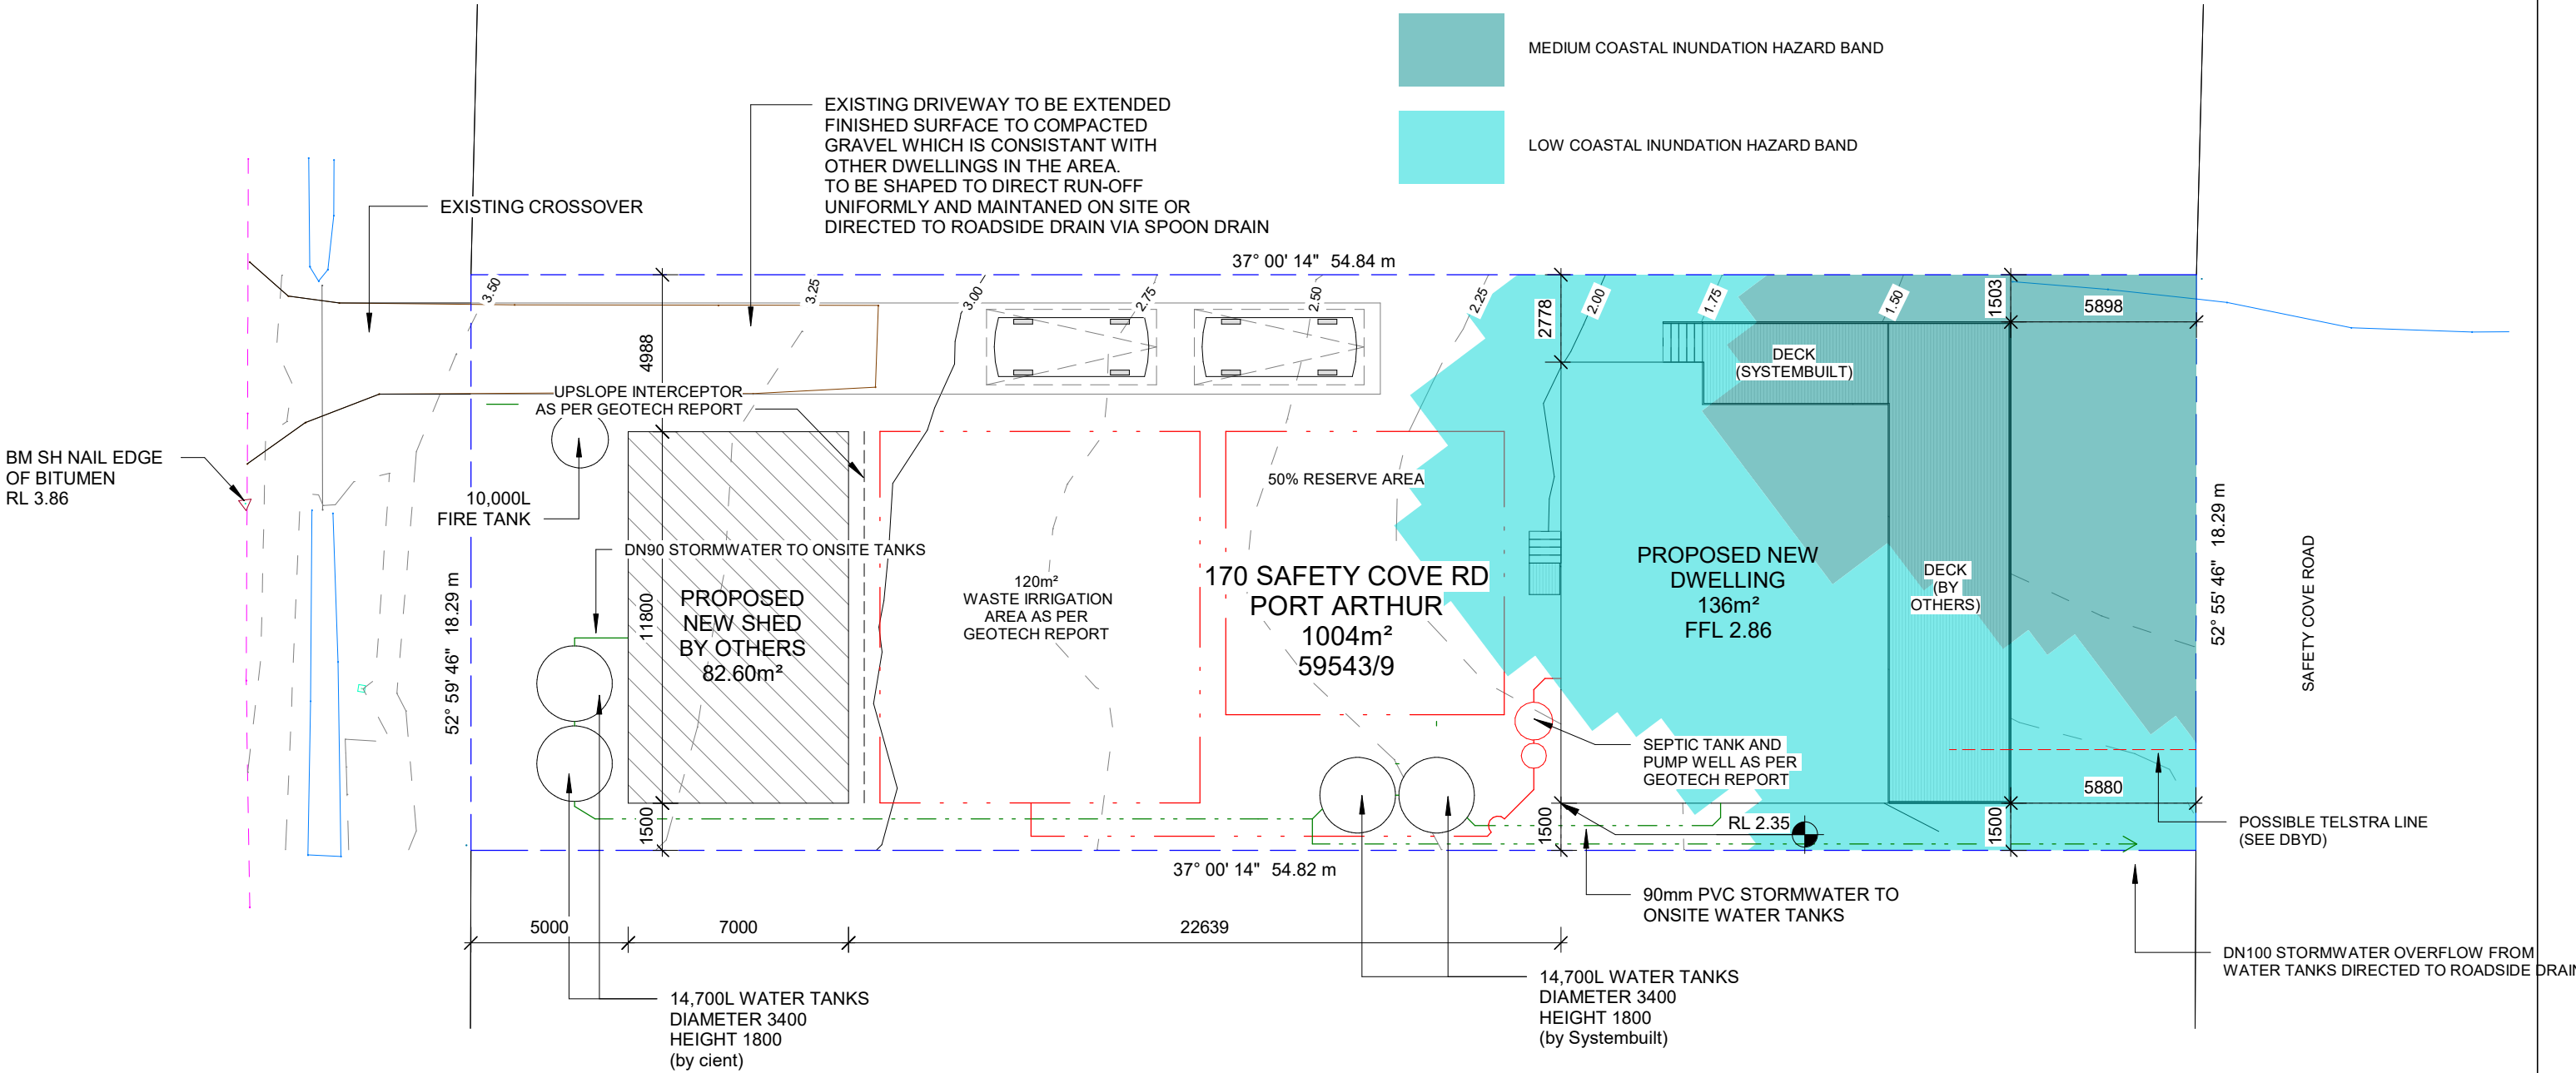 MEDIUM COASTAL INUNDATION HAZARD BAND
LOW COASTAL INUNDATION HAZARD BAND
EXISTING DRIVEWAY TO BE EXTENDED
FINISHED SURFACE TO COMPACTED
GRAVEL WHICH IS CONSISTANT WITH
OTHER DWELLINGS IN THE AREA.
TO BE SHAPED TO DIRECT RUN-OFF
UNIFORMLY AND MAINTANED ON SITE OR
DIRECTED TO ROADSIDE DRAIN VIA SPOON DRAIN
EXISTING CROSSOVER
37° 00' 14" 54.84 m
3.50
3.25
3.00
2.75
2.50
2.25
2.00
1.75
1.50
2778
1503
5898
4988
DECK
(SYSTEMBUILT)
UPSLOPE INTERCEPTOR
AS PER GEOTECH REPORT
BM SH NAIL EDGE
OF BITUMEN
RL 3.86
10,000L
FIRE TANK
50% RESERVE AREA
DN90 STORMWATER TO ONSITE TANKS
52° 59' 46" 18.29 m
11800
PROPOSED
NEW SHED
BY OTHERS
82.60m²
120m²
WASTE IRRIGATION
AREA AS PER
GEOTECH REPORT
170 SAFETY COVE RD
PORT ARTHUR
1004m²
59543/9
PROPOSED NEW
DWELLING
136m²
FFL 2.86
DECK
(BY
OTHERS)
52° 55' 46" 18.29 m
SAFETY COVE ROAD
SEPTIC TANK AND
PUMP WELL AS PER
GEOTECH REPORT
5880
1500
1500
RL 2.35
1500
POSSIBLE TELSTRA LINE
(SEE DBYD)
37° 00' 14" 54.82 m
90mm PVC STORMWATER TO
ONSITE WATER TANKS
5000
7000
22639
DN100 STORMWATER OVERFLOW FROM
WATER TANKS DIRECTED TO ROADSIDE DRAIN
14,700L WATER TANKS
DIAMETER 3400
HEIGHT 1800
(by cient)
14,700L WATER TANKS
DIAMETER 3400
HEIGHT 1800
(by Systembuilt)